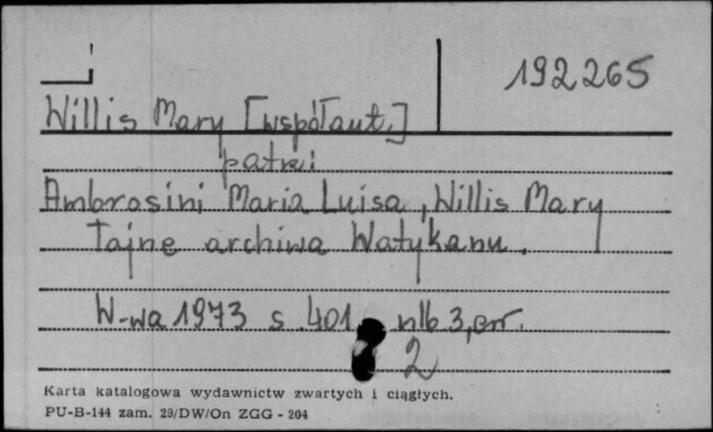 192265
Willis Mary [współaut.]
patrz:
Ambrosini Maria Luisa, Willis Mary
Tajne archiwa Watykanu.
W-wa 1973 s. 401 nlb 3, err.
2
Karta katalogowa wydawnictw zwartych i ciągłych.
PU-B-144 zam. 29/DW/On ZGG - 204